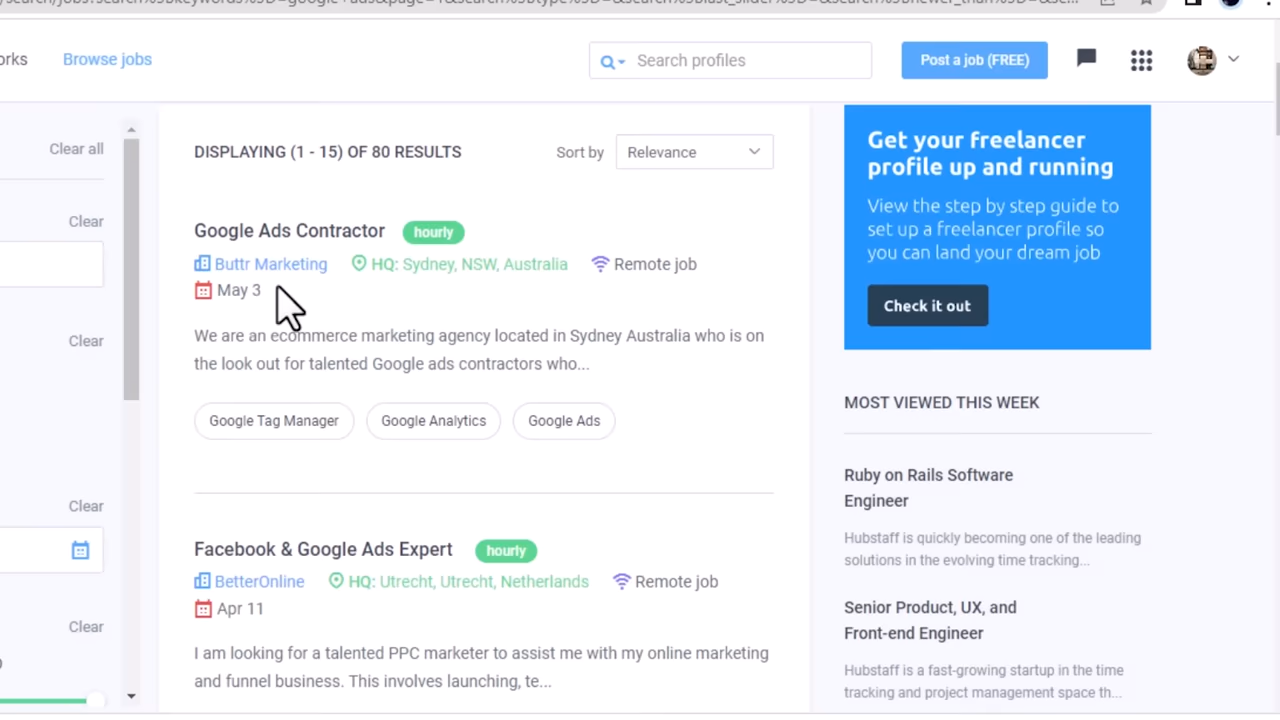 orks
Browse jobs
Search profiles
Post a job (FREE)
Clear all
Clear
Clear
Clear
Clear
DISPLAYING (1 - 15) OF 80 RESULTS
Sort by
Relevance
Google Ads Contractor
hourly
Buttr Marketing
HQ: Sydney, NSW, Australia
Remote job
May 3
We are an ecommerce marketing agency located in Sydney Australia who is on
the look out for talented Google ads contractors who...
Google Tag Manager
Google Analytics
Google Ads
Facebook & Google Ads Expert
hourly
BetterOnline
HQ: Utrecht, Utrecht, Netherlands
Remote job
Apr 11
I am looking for a talented PPC marketer to assist me with my online marketing
and funnel business. This involves launching, te...
Get your freelancer
profile up and running
View the step by step guide to
set up a freelancer profile so
you can land your dream job
Check it out
MOST VIEWED THIS WEEK
Ruby on Rails Software
Engineer
Hubstaff is quickly becoming one of the leading
solutions in the evolving time tracking...
Senior Product, UX, and
Front-end Engineer
Hubstaff is a fast-growing startup in the time
tracking and project management space th...